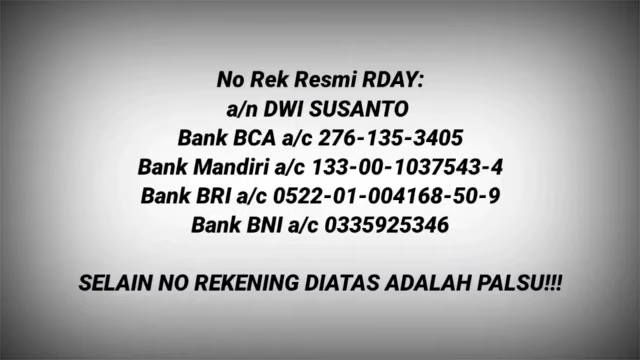 No Rek Resmi RDAY:
a/n DWI SUSANTO
Bank BCA a/c 276-135-3405
Bank Mandiri a/c 133-00-1037543-4
Bank BRI a/c 0522-01-004168-50-9
Bank BNI a/c 0335925346
SELAIN NO REKENING DIATAS ADALAH PALSU!!!